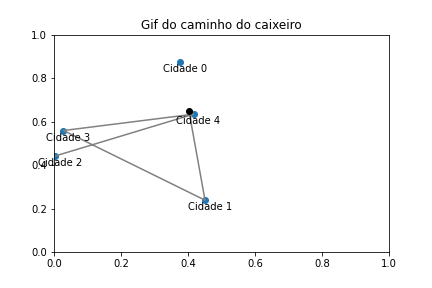 Gif do caminho do caixeiro
1.0
Cidade 0
0.8
Cidade 4
0.6
Cidade 3
0.4
Cidade 2
Cidade 1
0.2
0.0
0.0 0.2 0.4 0.6 0.8 1.0